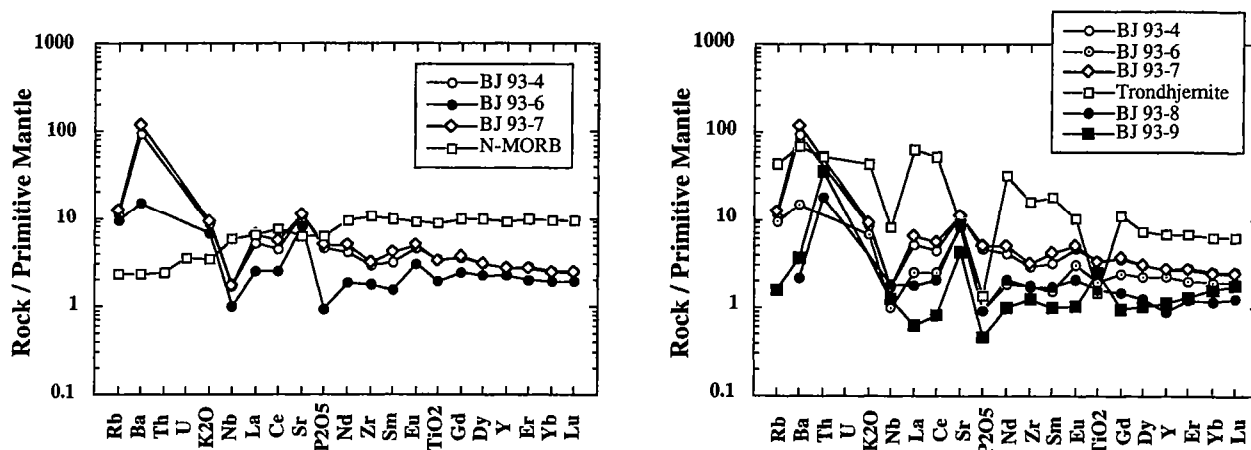 Rock / Primitive Mantle
1000
100
10
1
0.1
BJ 93-4
BJ 93-6
BJ 93-7
N-MORB
Rb Ba Th U K2O Nb La Ce Sr P2O5 Nd Zr Sm Eu TiO2 Gd Dy Y Er Yb Lu
Rock / Primitive Mantle
1000
100
10
1
0.1
BJ 93-4
BJ 93-6
BJ 93-7
Trondhjemite
BJ 93-8
BJ 93-9
Rb Ba Th U K2O Nb La Ce Sr P2O5 Nd Zr Sm Eu TiO2 Gd Dy Y Er Yb Lu